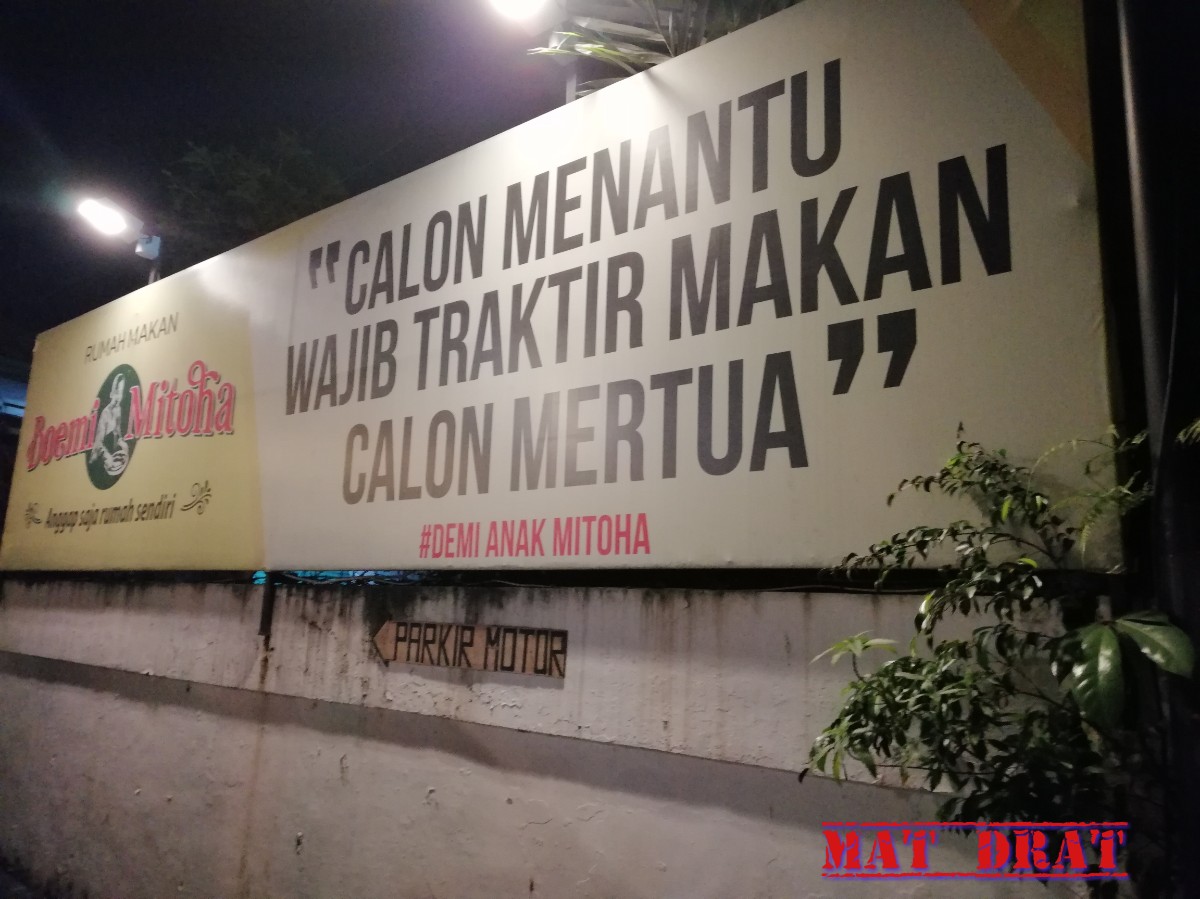 RUMAH MAKAN
Boemi Mitoha
Anggap saja rumah sendiri
"CALON MENANTU
WAJIB TRAKTIR MAKAN
CALON MERTUA"
#DEMI ANAK MITOHA
PARKIR MOTOR
MAT DRAT